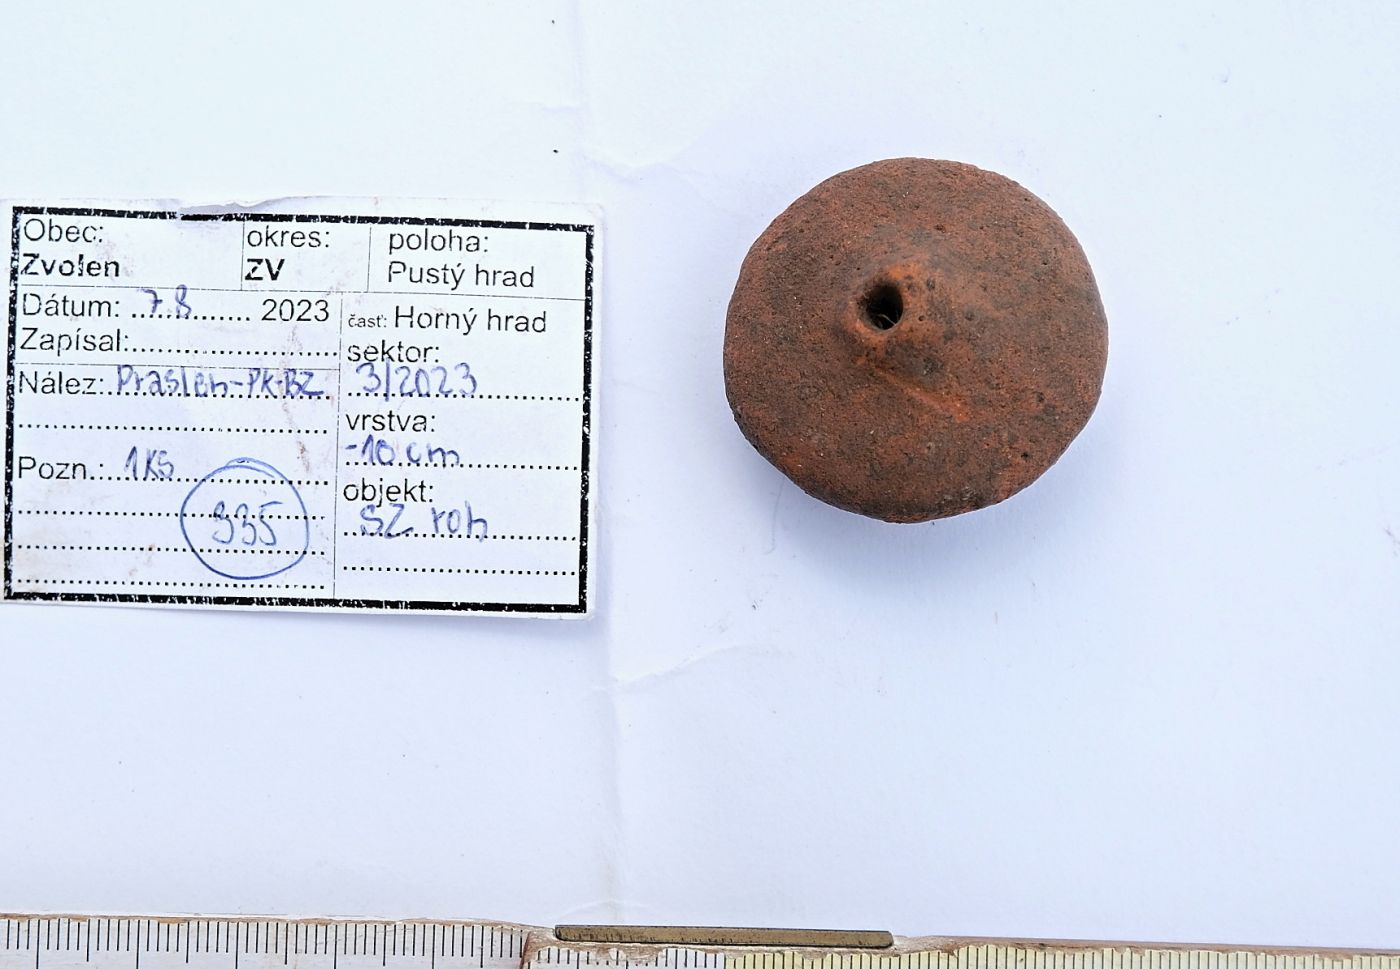 Obec:
Zvolen
okres:
ZV
poloha:
Pustý hrad
Dátum: ..7.8....... 2023
Zapísal:
Nález: Praslen-PK-BZ
Pozn.: 1KS
335
časť: Horný hrad
sektor:
3/2023
vrstva:
-10 cm
objekt:
SZ roh